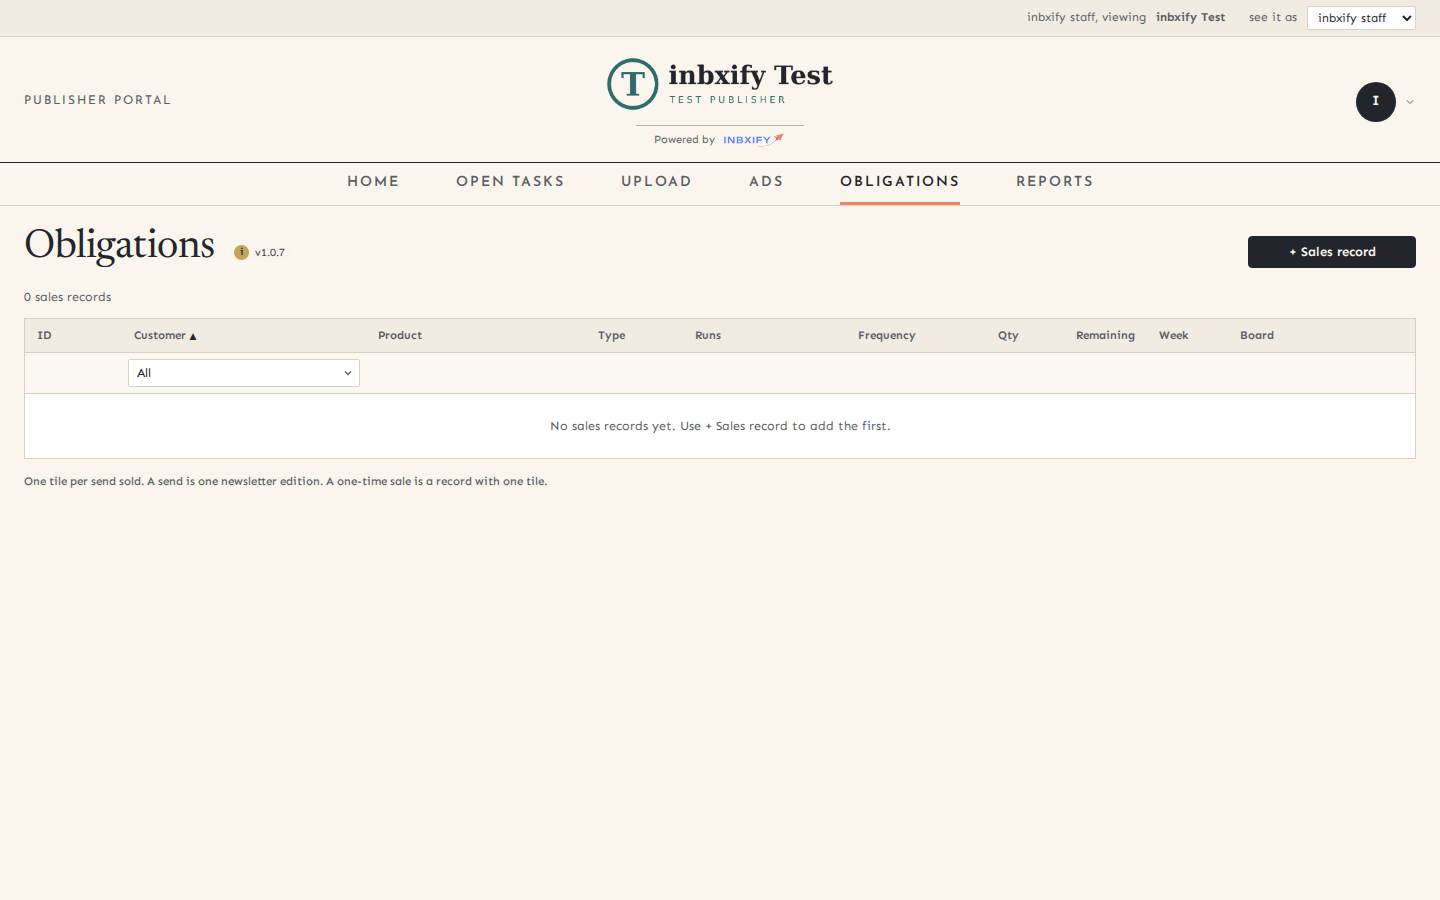 inbxify staff, viewing inbxify Test see it as inbxify staff
PUBLISHER PORTAL
T
inbxify Test
TEST PUBLISHER
Powered by INBXIFY
I
HOME OPEN TASKS UPLOAD ADS OBLIGATIONS REPORTS
Obligations i v1.0.7
+ Sales record
0 sales records
ID Customer ▲ Product Type Runs Frequency Qty Remaining Week Board
All
No sales records yet. Use + Sales record to add the first.
One tile per send sold. A send is one newsletter edition. A one-time sale is a record with one tile.